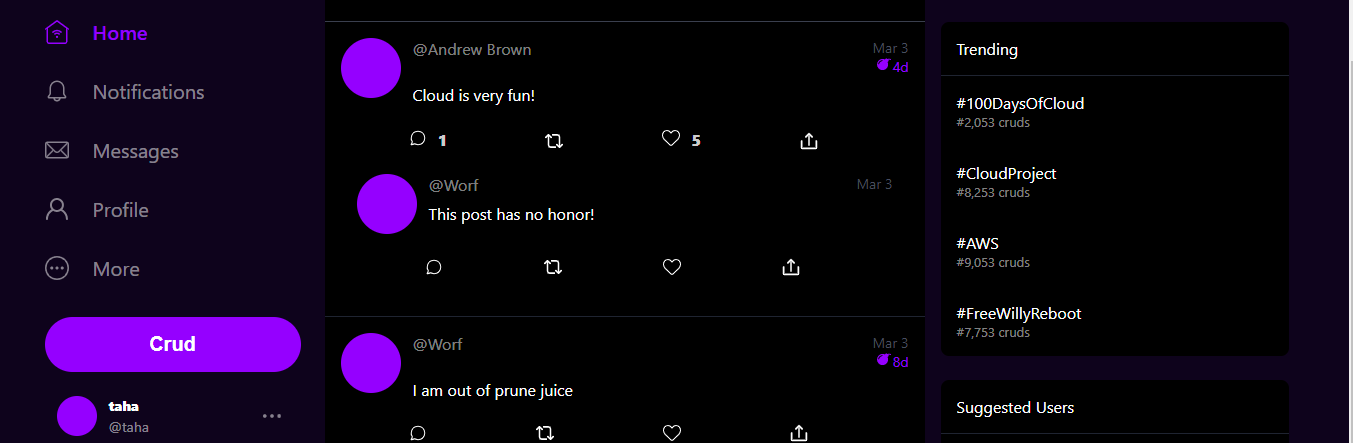 Home
Notifications
Messages
Profile
More
Crud
taha
@taha
@Andrew Brown
Mar 3
4d
Cloud is very fun!
1
5
@Worf
Mar 3
This post has no honor!
@Worf
Mar 3
8d
I am out of prune juice
Trending
#100DaysOfCloud
#2,053 cruds
#CloudProject
#8,253 cruds
#AWS
#9,053 cruds
#FreeWillyReboot
#7,753 cruds
Suggested Users